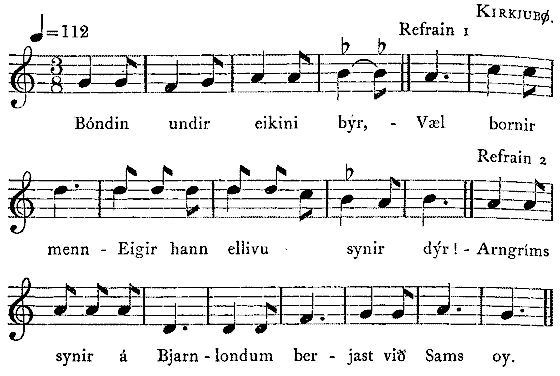 KIRKJUBØ.
♩=112
Refrain 1
3
8
Bóndin undir eikini býr, - Væl bornir
Refrain 2
menn - Eigir hann ellivu synir dýr! - Arngríms
synir á Bjarn - londum ber - jast við Sams oy.